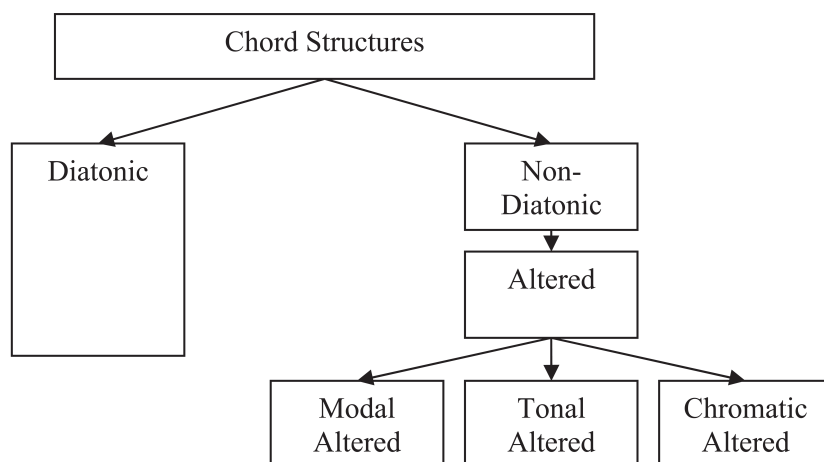 Chord Structures
Diatonic
Non-
Diatonic
Altered
Modal
Altered
Tonal
Altered
Chromatic
Altered